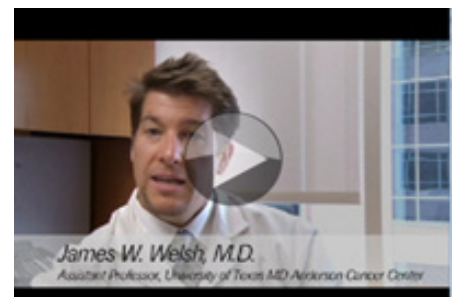 James W. Welsh, M.D.
Assistant Professor, University of Texas MD Anderson Cancer Center